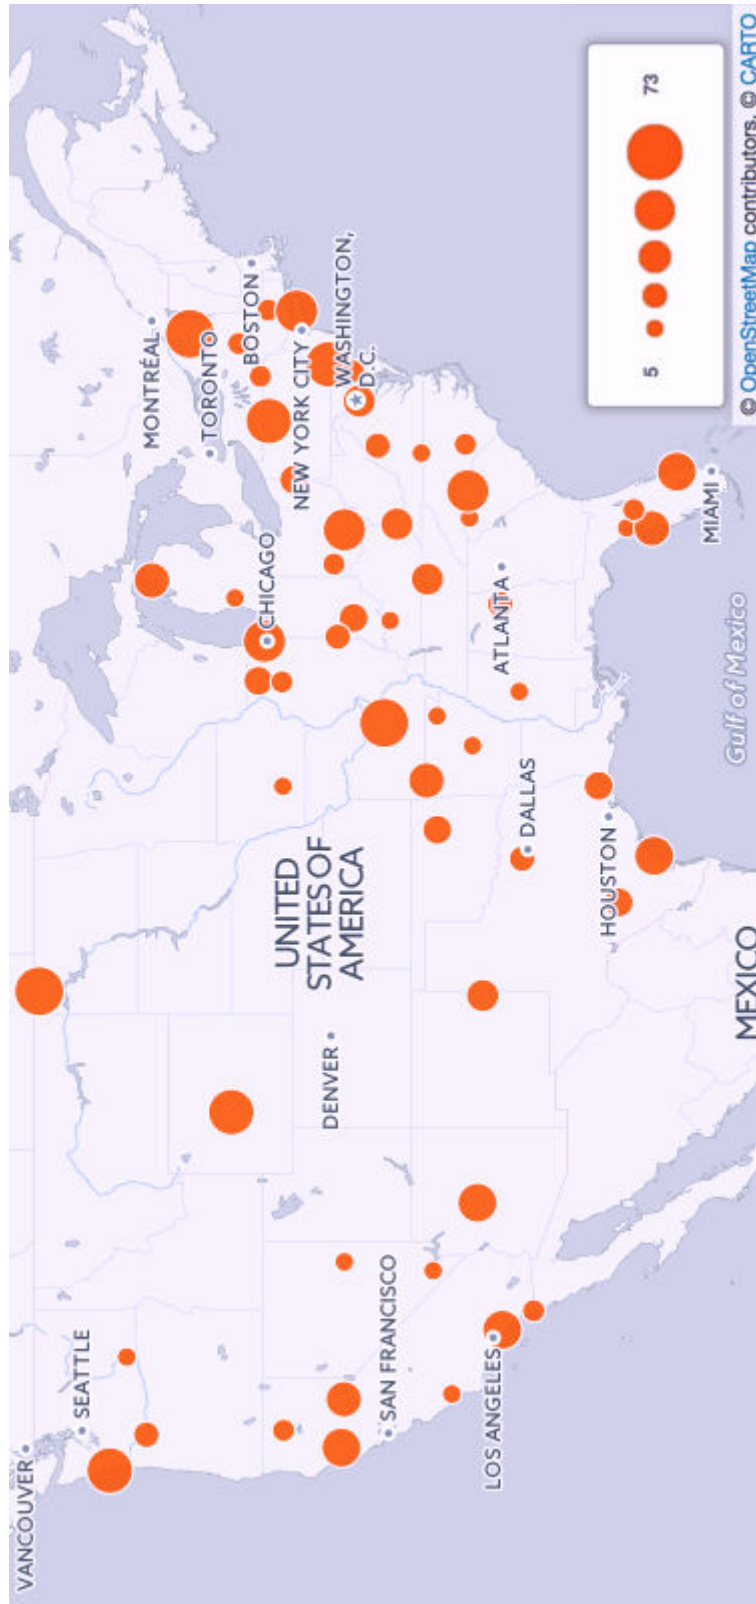 VANCOUVER
SEATTLE
MONTRÉAL
TORONTO
BOSTON
CHICAGO
NEW YORK CITY
UNITED
STATES OF
AMERICA
WASHINGTON,
D.C.
DENVER
SAN FRANCISCO
LOS ANGELES
ATLANTA
DALLAS
HOUSTON
MIAMI
Gulf of Mexico
MEXICO
5
73
© OpenStreetMap contributors, © CARTO